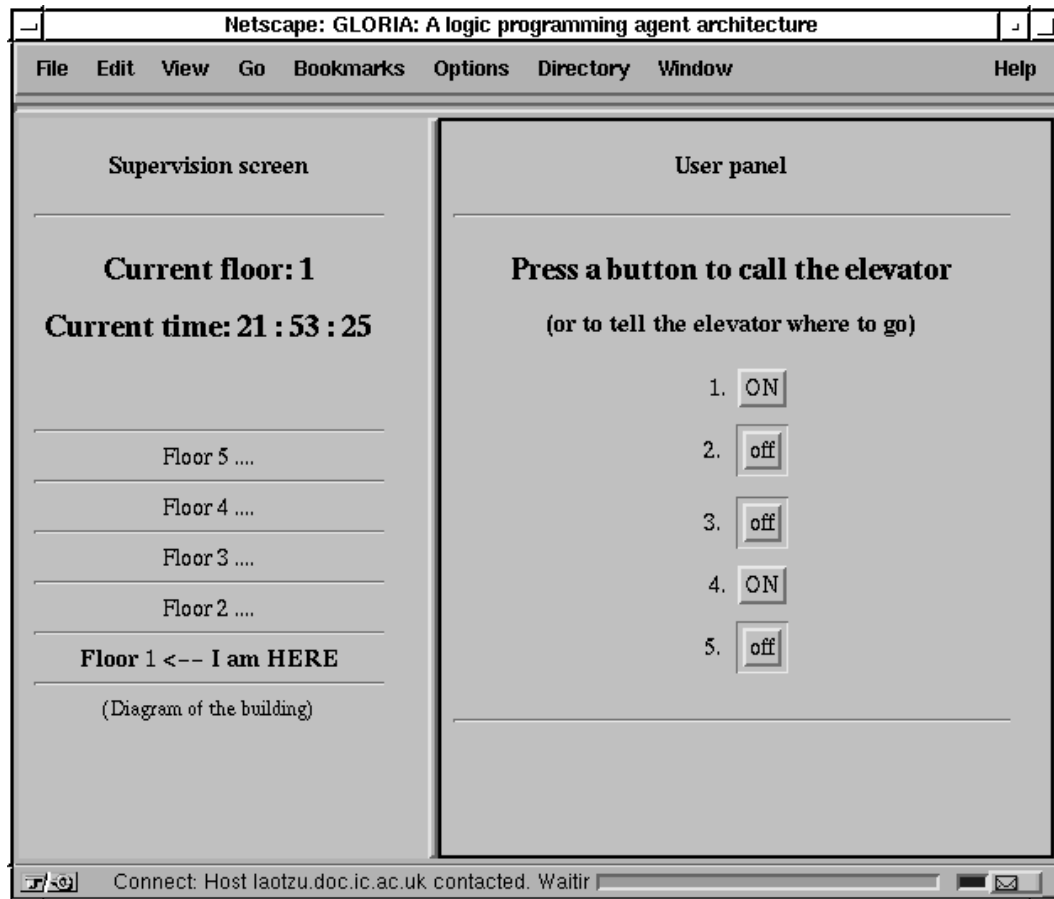 Netscape: GLORIA: A logic programming agent architecture
File Edit View Go Bookmarks Options Directory Window Help
Supervision screen
Current floor: 1
Current time: 21 : 53 : 25
Floor 5 ....
Floor 4 ....
Floor 3 ....
Floor 2 ....
Floor 1 <-- I am HERE
(Diagram of the building)
User panel
Press a button to call the elevator
(or to tell the elevator where to go)
1. ON
2. off
3. off
4. ON
5. off
Connect: Host laotzu.doc.ic.ac.uk contacted. Waitin